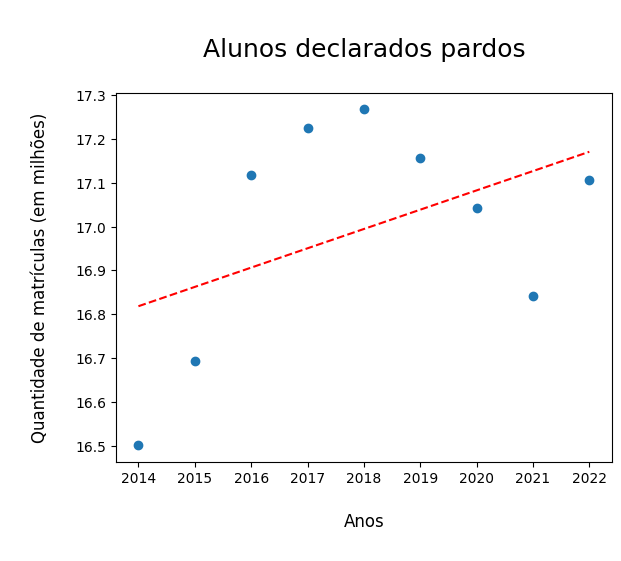 Alunos declarados pardos
Quantidade de matrículas (em milhões)
17.3
17.2
17.1
17.0
16.9
16.8
16.7
16.6
16.5
2014 2015 2016 2017 2018 2019 2020 2021 2022
Anos